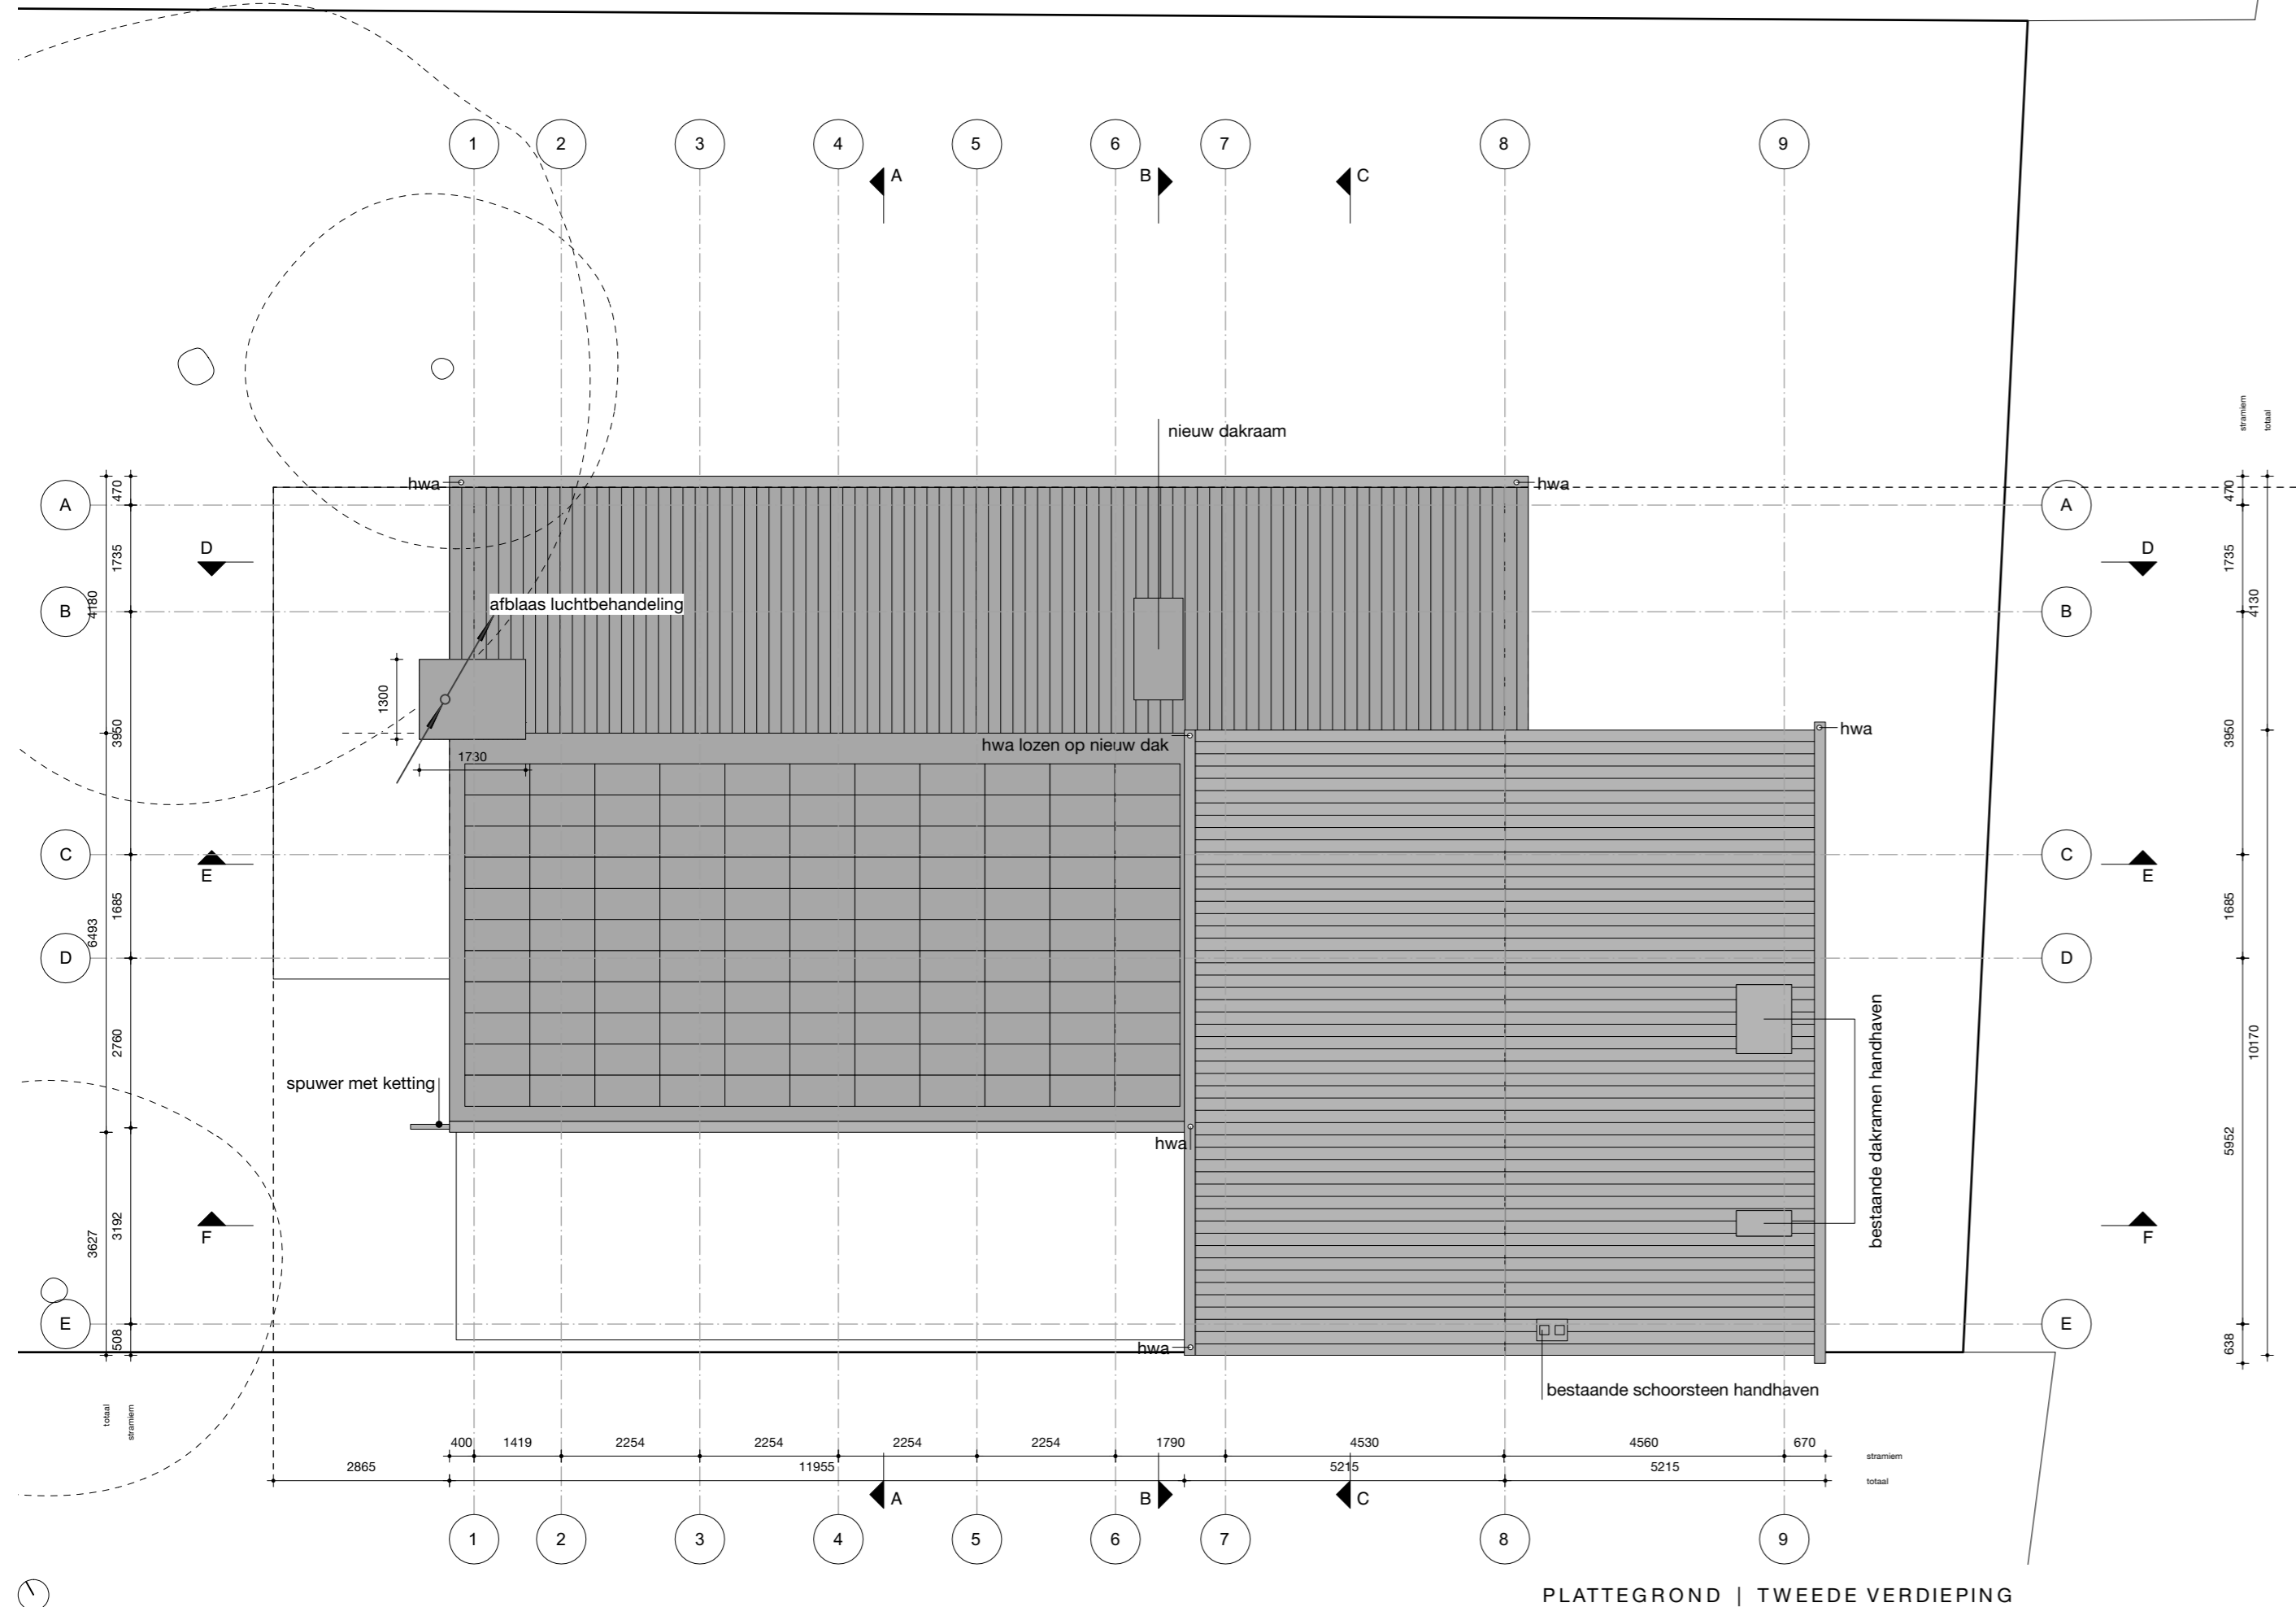 1 2 3 4 5 6 7 8 9
A B C
stramiem totaal
nieuw dakraam
hwa hwa
470 470
A A
D D
1735 1735
afblaas luchtbehandeling
B B
4180 4130
1300
3950 3950
hwa
hwa lozen op nieuw dak
1730
C C
E E
1685 1685
6493
D D
2760
10170
bestaande dakramen handhaven
spuwer met ketting
hwa
5952
3192
3627
F F
E E
508 638
hwa
bestaande schoorsteen handhaven
totaal stramiem
400 1419 2254 2254 2254 2254 1790 4530 4560 670 stramiem
2865 11955 5215 5215 totaal
A B C
1 2 3 4 5 6 7 8 9
PLATTEGROND | TWEEDE VERDIEPING